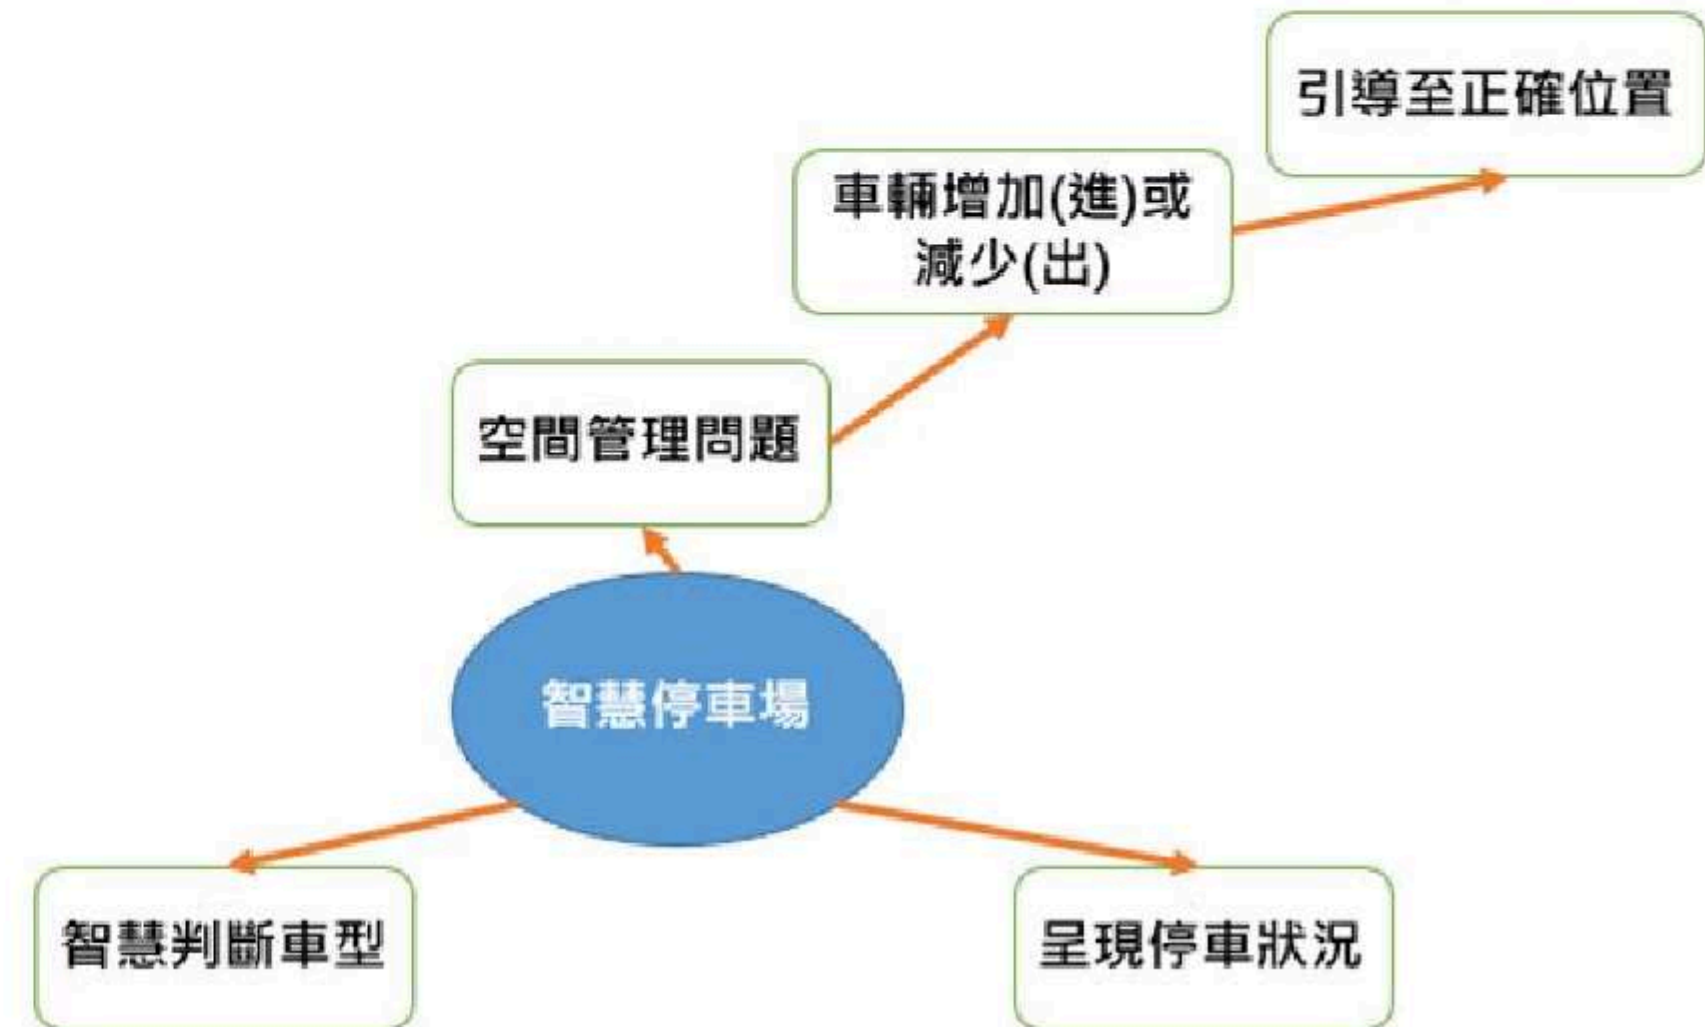 引導至正確位置
車輛增加(進)或
減少(出)
空間管理問題
智慧停車場
智慧判斷車型
呈現停車狀況